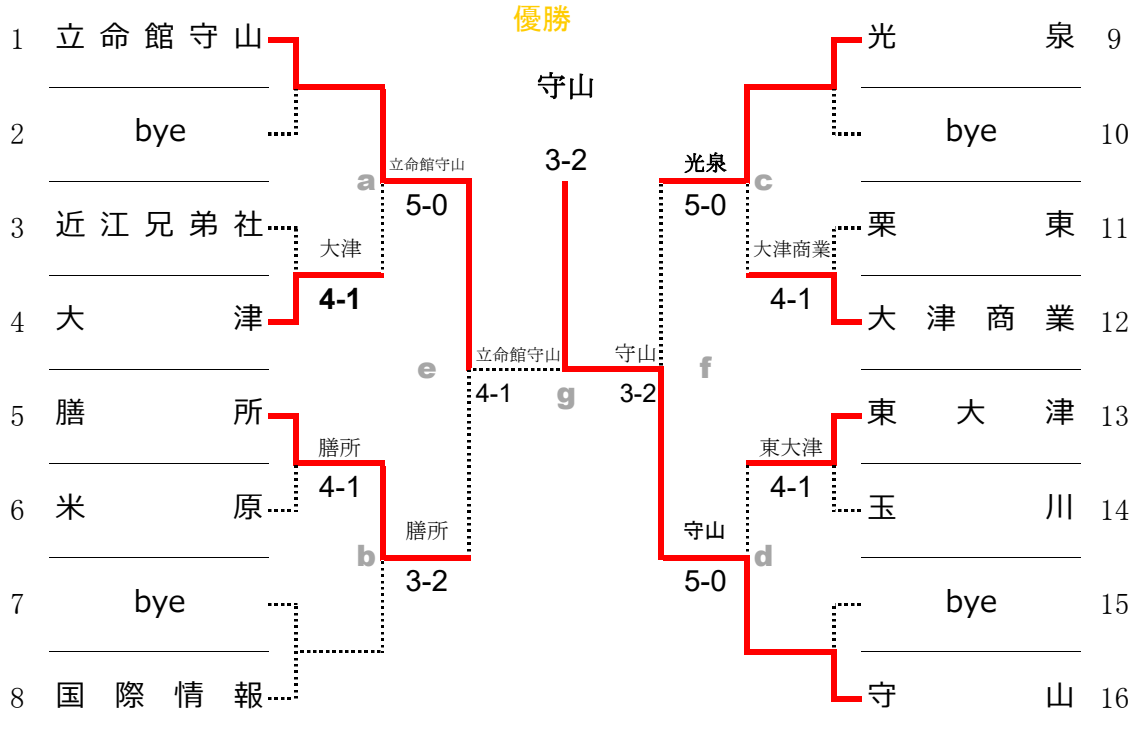 優勝
守山
3-2
1 立命館守山
2 bye
3 近江兄弟社
4 大津
5 膳所
6 米原
7 bye
8 国際情報
a 立命館守山
5-0
大津
4-1
e 立命館守山
4-1
膳所
4-1
b 膳所
3-2
g
守山 f
3-2
光泉 c
5-0
大津商業
4-1
東大津
4-1
守山 d
5-0
光泉 9
bye 10
栗東 11
大津商業 12
東大津 13
玉川 14
bye 15
守山 16